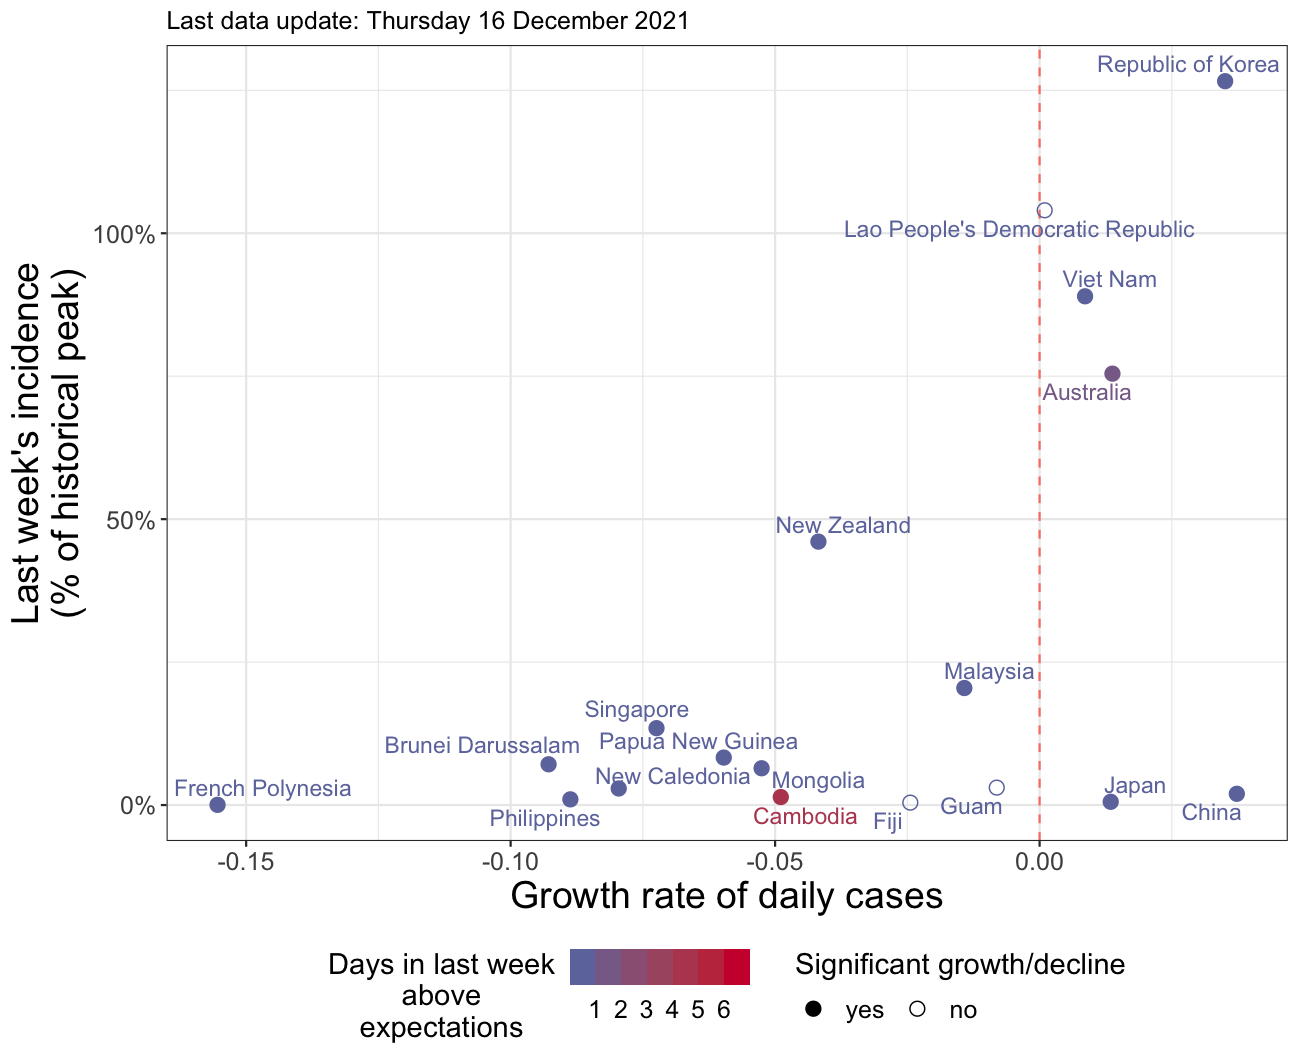 Last data update: Thursday 16 December 2021
Republic of Korea
Lao People's Democratic Republic
Viet Nam
Australia
New Zealand
Malaysia
Singapore
Papua New Guinea
Brunei Darussalam
New Caledonia
Mongolia
French Polynesia
Philippines
Cambodia
Fiji
Guam
Japan
China
100%
50%
0%
Last week's incidence
(% of historical peak)
-0.15 -0.10 -0.05 0.00
Growth rate of daily cases
Days in last week
above
expectations
1 2 3 4 5 6
Significant growth/decline
yes no